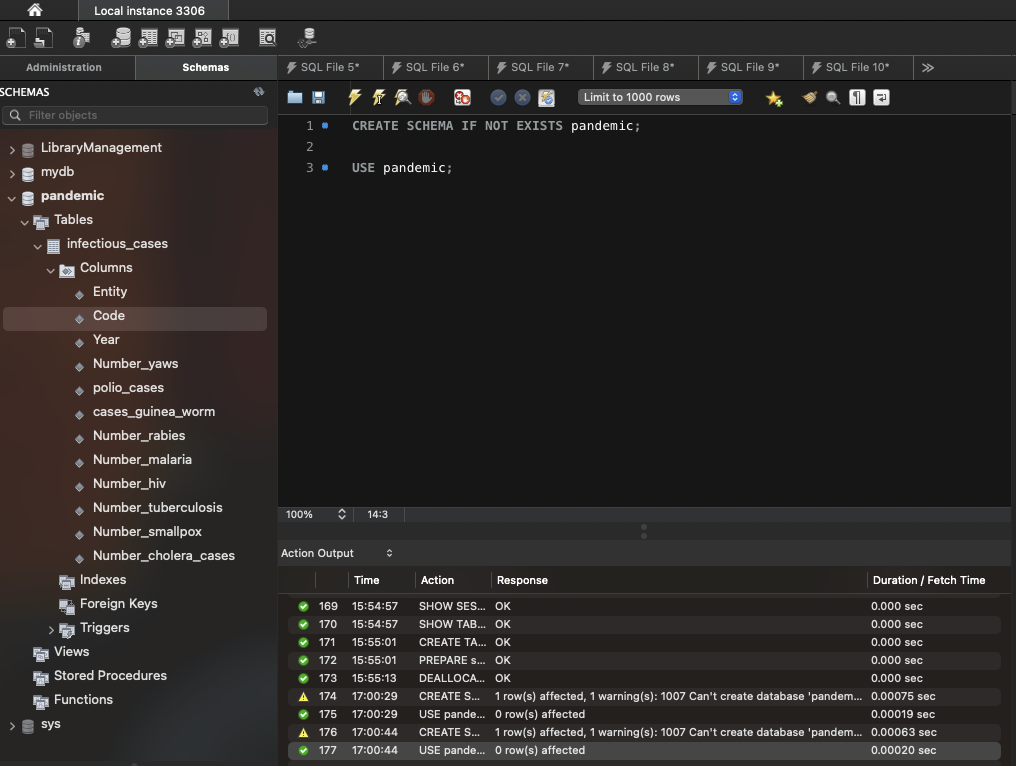 Local instance 3306
Administration
Schemas
SQL File 5*
SQL File 6*
SQL File 7*
SQL File 8*
SQL File 9*
SQL File 10*
SCHEMAS
Filter objects
Limit to 1000 rows
LibraryManagement
mydb
pandemic
Tables
infectious_cases
Columns
Entity
Code
Year
Number_yaws
polio_cases
cases_guinea_worm
Number_rabies
Number_malaria
Number_hiv
Number_tuberculosis
Number_smallpox
Number_cholera_cases
Indexes
Foreign Keys
Triggers
Views
Stored Procedures
Functions
sys
1 CREATE SCHEMA IF NOT EXISTS pandemic;
2
3 USE pandemic;
100% 14:3
Action Output
Time Action Response Duration / Fetch Time
169 15:54:57 SHOW SES... OK 0.000 sec
170 15:54:57 SHOW TAB... OK 0.000 sec
171 15:55:01 CREATE TA... OK 0.000 sec
172 15:55:01 PREPARE s... OK 0.000 sec
173 15:55:13 DEALLOCA... OK 0.000 sec
174 17:00:29 CREATE S... 1 row(s) affected, 1 warning(s): 1007 Can't create database 'pandem... 0.00075 sec
175 17:00:29 USE pande... 0 row(s) affected 0.00019 sec
176 17:00:44 CREATE S... 1 row(s) affected, 1 warning(s): 1007 Can't create database 'pandem... 0.00063 sec
177 17:00:44 USE pande... 0 row(s) affected 0.00020 sec